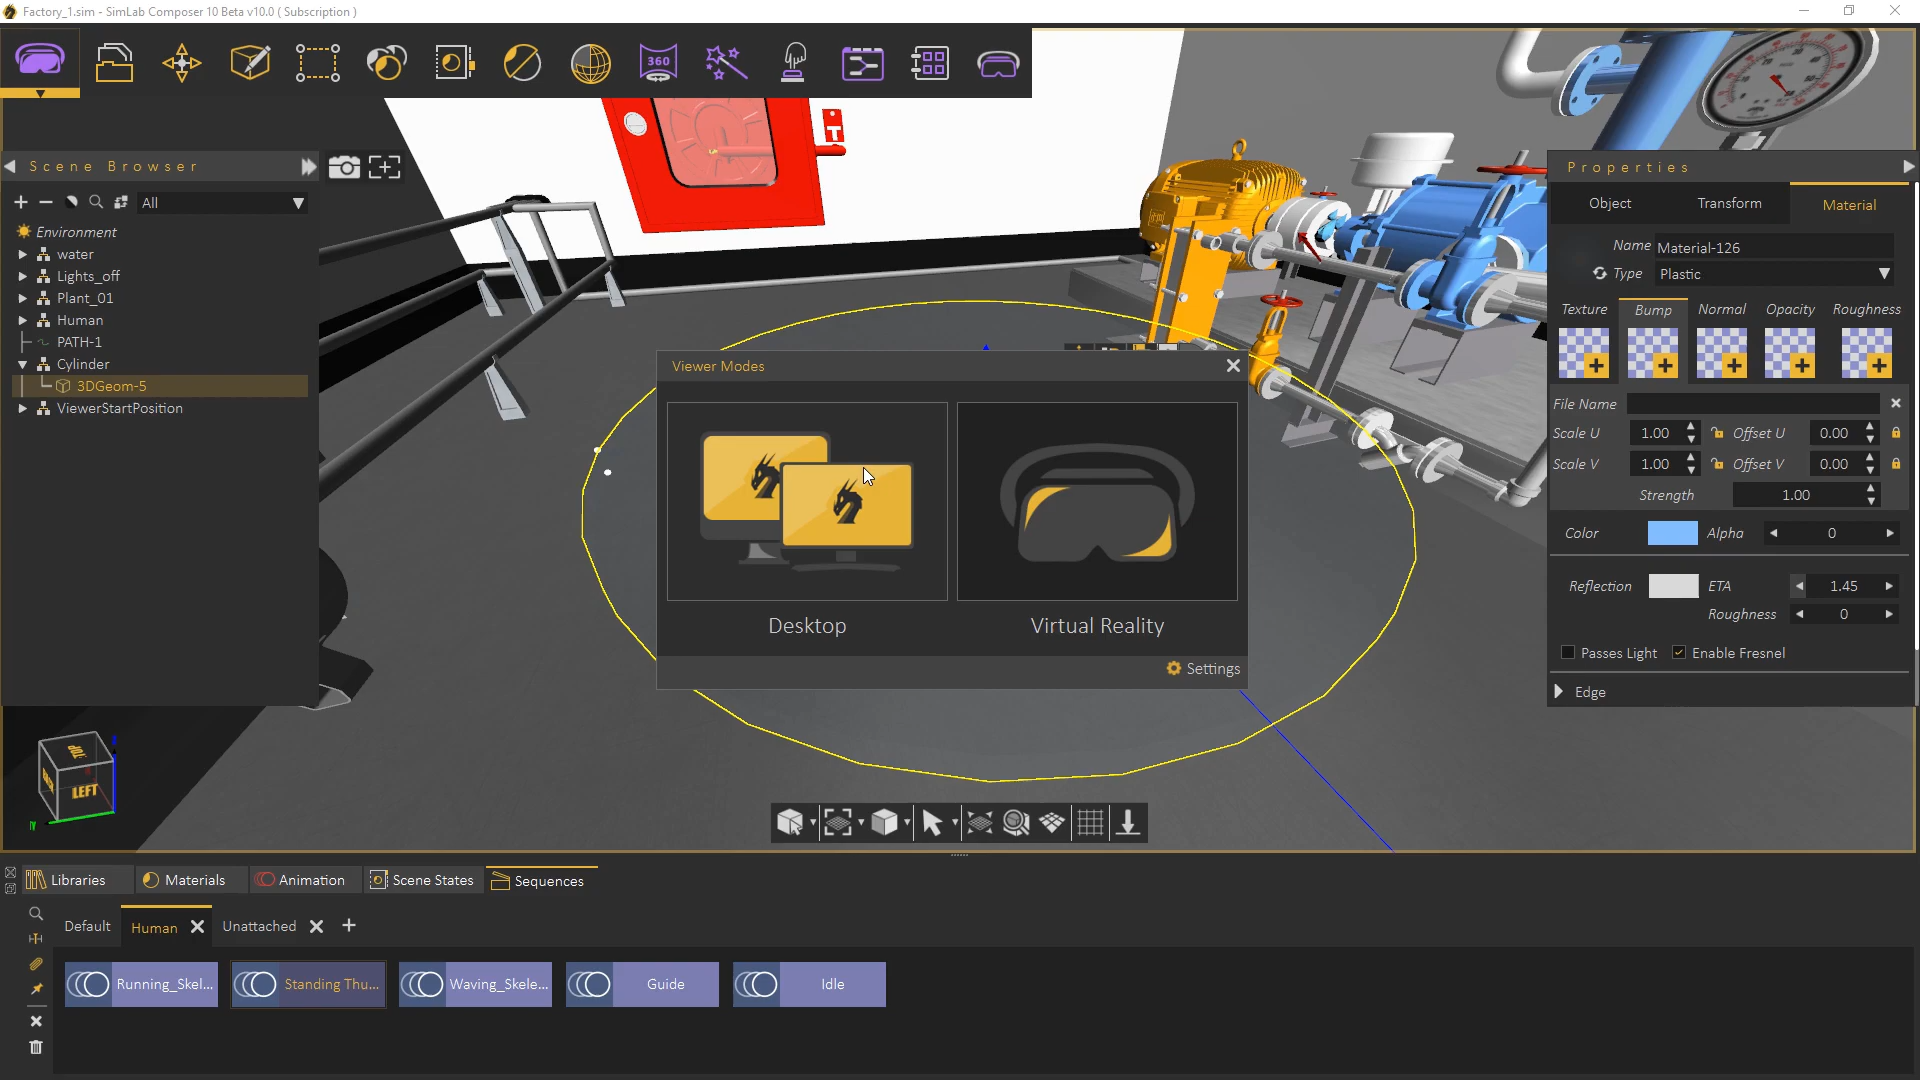 Factory_1.sim - SimLab Composer 10 Beta v10.0 ( Subscription )
360
T
Scene Browser
All
Environment
water
Lights_off
Plant_01
Human
PATH-1
Cylinder
3DGeom-5
ViewerStartPosition
Viewer Modes
Desktop
Virtual Reality
Settings
Properties
Object
Transform
Material
Name
Material-126
Type
Plastic
Texture
Bump
Normal
Opacity
Roughness
File Name
Scale U
1.00
Offset U
0.00
Scale V
1.00
Offset V
0.00
Strength
1.00
Color
Alpha
0
Reflection
ETA
1.45
Roughness
0
Passes Light
Enable Fresnel
Edge
TOP
LEFT
Libraries
Materials
Animation
Scene States
Sequences
Default
Human
Unattached
Running_Skel...
Standing Thu...
Waving_Skele...
Guide
Idle